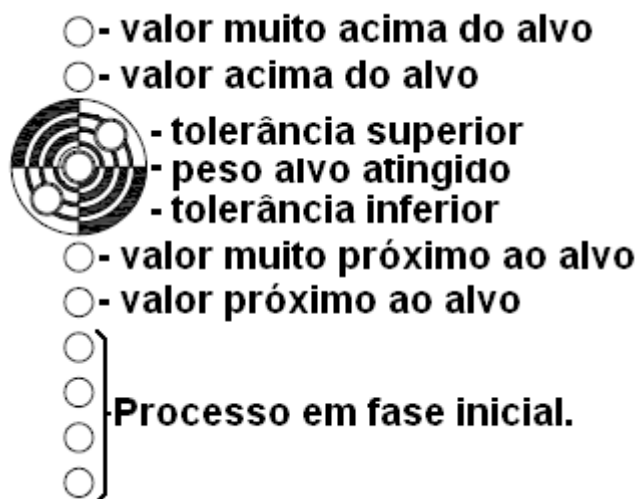 - valor muito acima do alvo
- valor acima do alvo
- tolerância superior
- peso alvo atingido
- tolerância inferior
- valor muito próximo ao alvo
- valor próximo ao alvo
Processo em fase inicial.